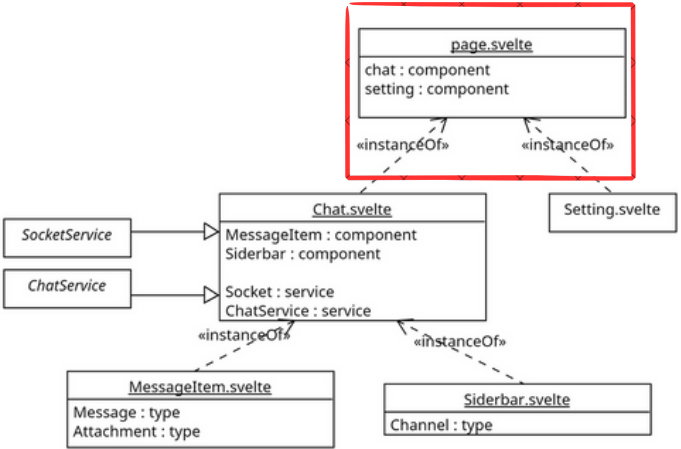 page.svelte
chat : component
setting : component
«instanceOf»
«instanceOf»
Chat.svelte
MessageItem : component
Siderbar : component
Socket : service
ChatService : service
Setting.svelte
SocketService
ChatService
«instanceOf»
«instanceOf»
MessageItem.svelte
Message : type
Attachment : type
Siderbar.svelte
Channel : type